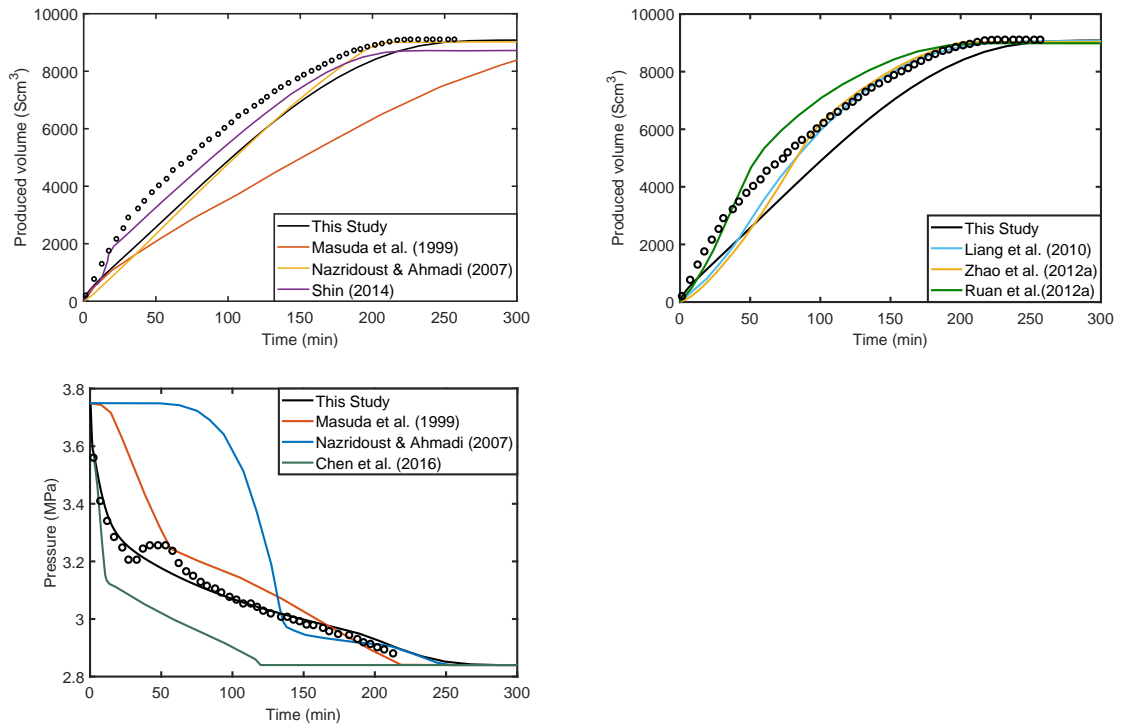 10000
8000
6000
4000
2000
0
Produced volume (Scm³)
0 50 100 150 200 250 300
Time (min)
This Study
Masuda et al. (1999)
Nazridoust & Ahmadi (2007)
Shin (2014)
10000
8000
6000
4000
2000
0
Produced volume (Scm³)
0 50 100 150 200 250 300
Time (min)
This Study
Liang et al. (2010)
Zhao et al. (2012a)
Ruan et al.(2012a)
3.8
3.6
3.4
3.2
3
2.8
Pressure (MPa)
0 50 100 150 200 250 300
Time (min)
This Study
Masuda et al. (1999)
Nazridoust & Ahmadi (2007)
Chen et al. (2016)